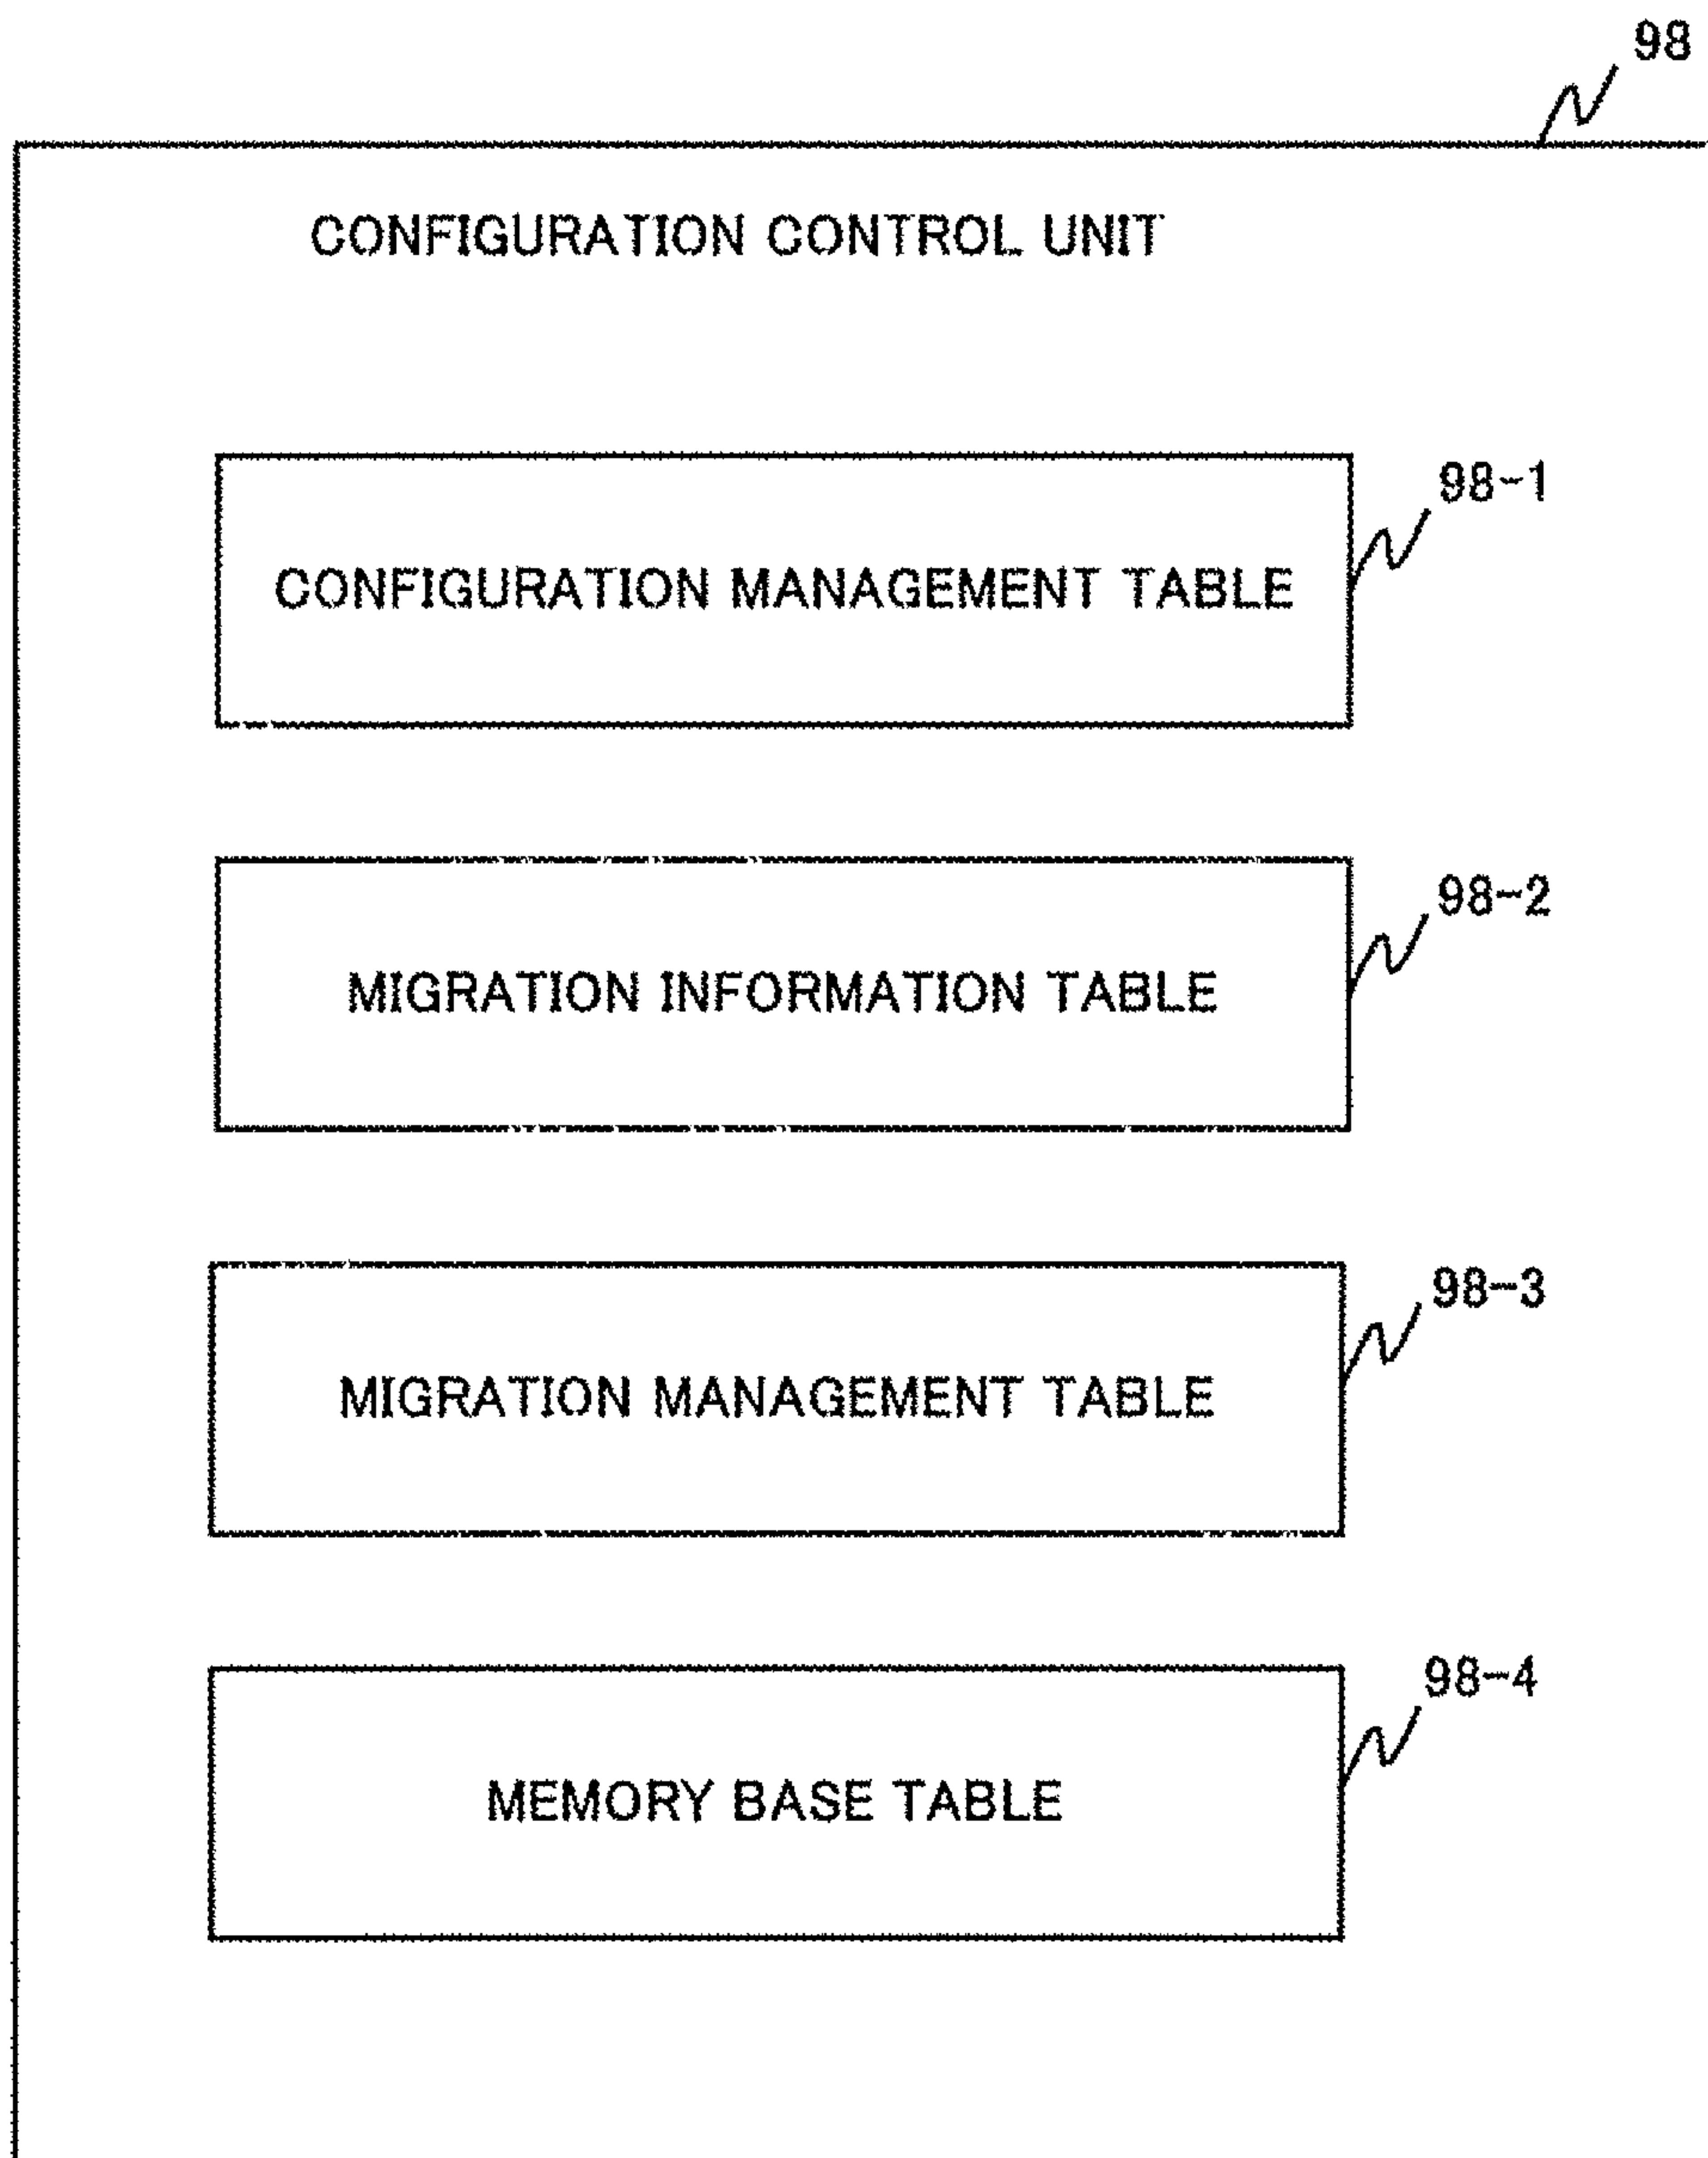 98
CONFIGURATION CONTROL UNIT
98-1
CONFIGURATION MANAGEMENT TABLE
98-2
MIGRATION INFORMATION TABLE
98-3
MIGRATION MANAGEMENT TABLE
98-4
MEMORY BASE TABLE